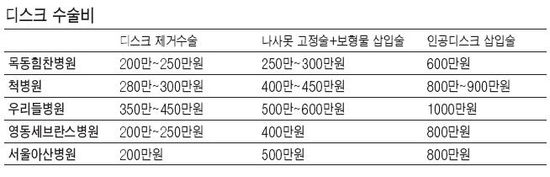 디스크 수술비
디스크 제거수술 나사못 고정술+보형물 삽입술 인공디스크 삽입술
목동힘찬병원 200만~250만원 250만~300만원 600만원
척병원 280만~300만원 400만~450만원 800만~900만원
우리들병원 350만~450만원 500만~600만원 1000만원
영동세브란스병원 200만~250만원 400만원 800만원
서울아산병원 200만원 500만원 800만원